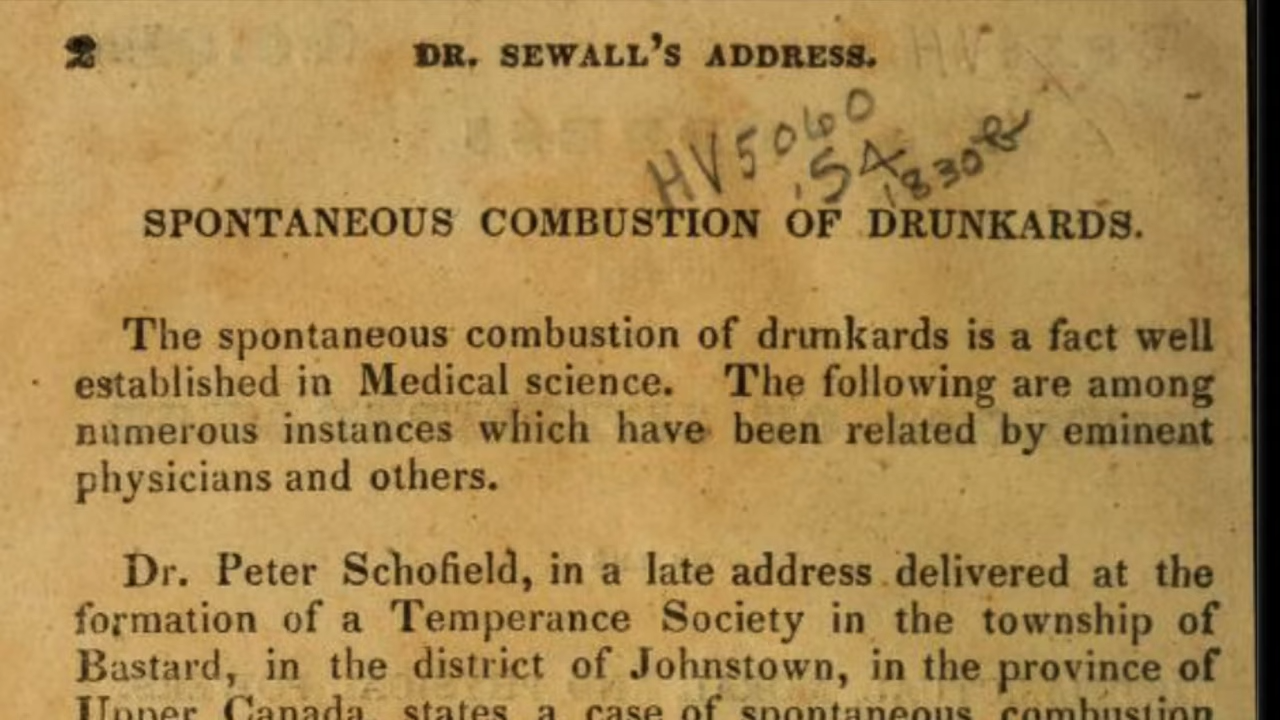 2 DR. SEWALL'S ADDRESS.
HV5060
.S4
1830R
SPONTANEOUS COMBUSTION OF DRUNKARDS.
The spontaneous combustion of drunkards is a fact well
established in Medical science. The following are among
numerous instances which have been related by eminent
physicians and others.
Dr. Peter Schofield, in a late address delivered at the
formation of a Temperance Society in the township of
Bastard, in the district of Johnstown, in the province of
Upper Canada, states a case of spontaneous combustion